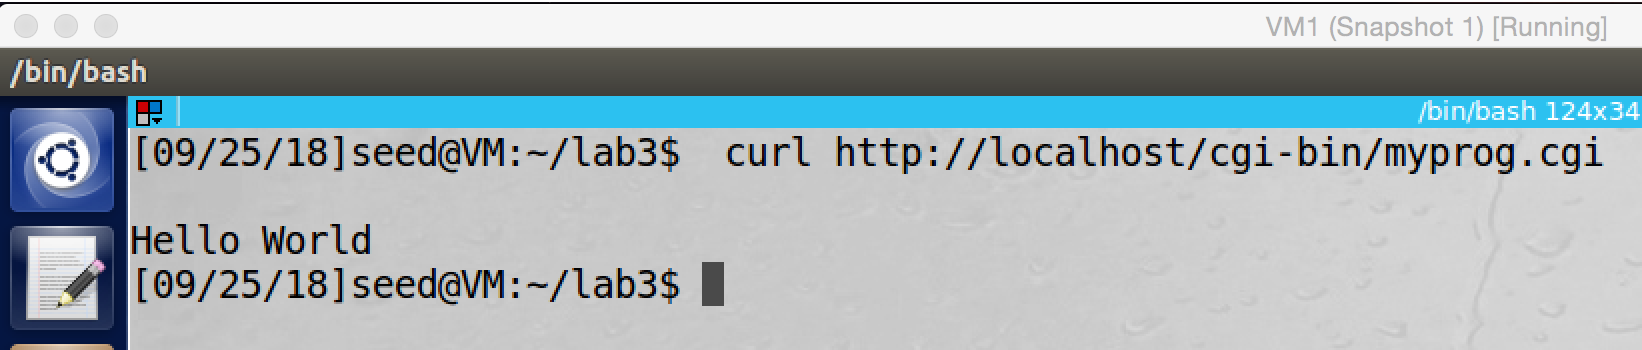 VM1 (Snapshot 1) [Running]
/bin/bash
/bin/bash 124x34
[09/25/18]seed@VM:~/lab3$  curl http://localhost/cgi-bin/myprog.cgi
Hello World
[09/25/18]seed@VM:~/lab3$